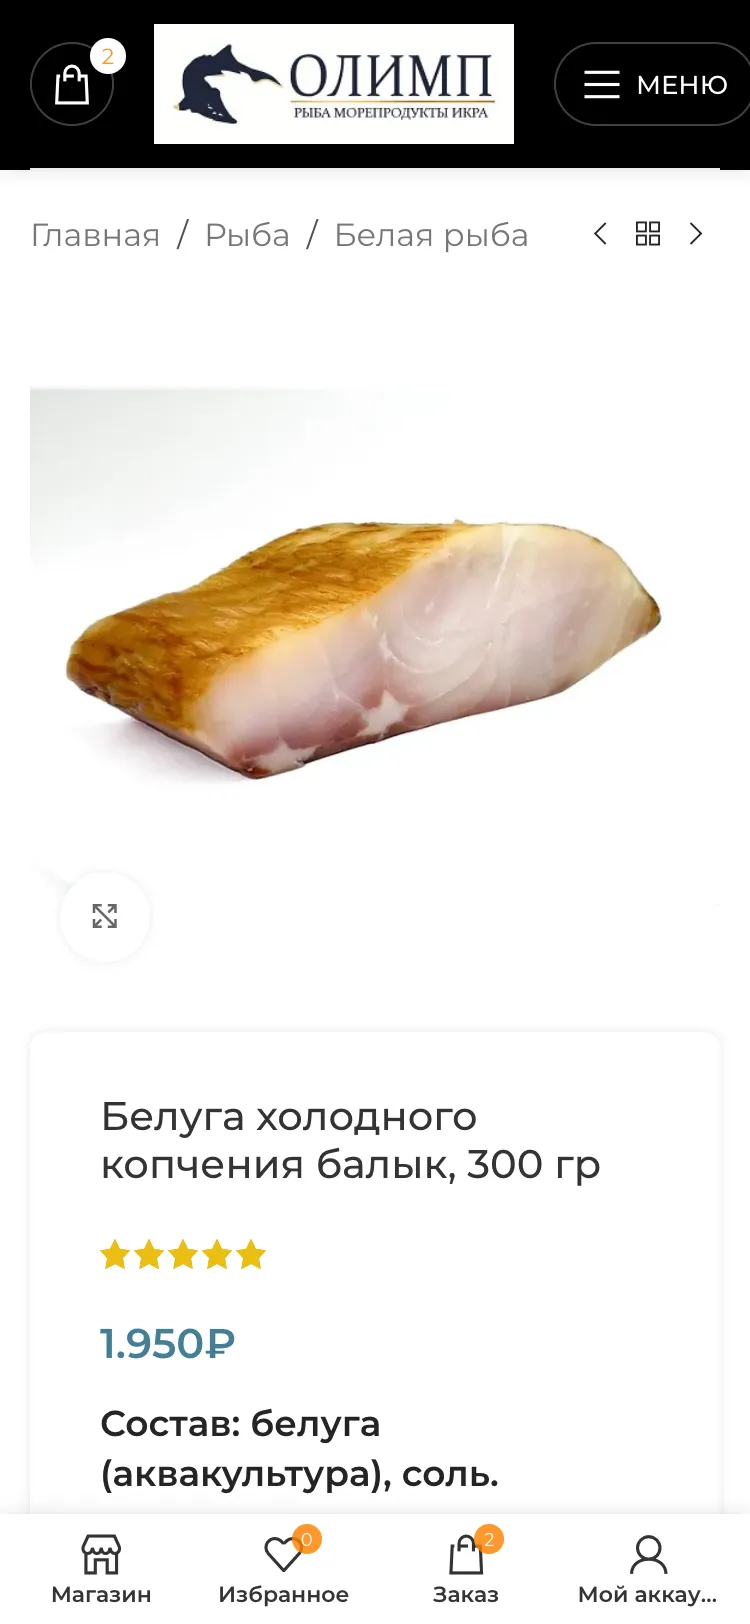 2
ОЛИМП
РЫБА МОРЕПРОДУКТЫ ИКРА
МЕНЮ
Главная / Рыба / Белая рыба
Белуга холодного
копчения балык, 300 гр
1.950₽
Состав: белуга
(аквакультура), соль.
0
2
Магазин
Избранное
Заказ
Мой аккау...